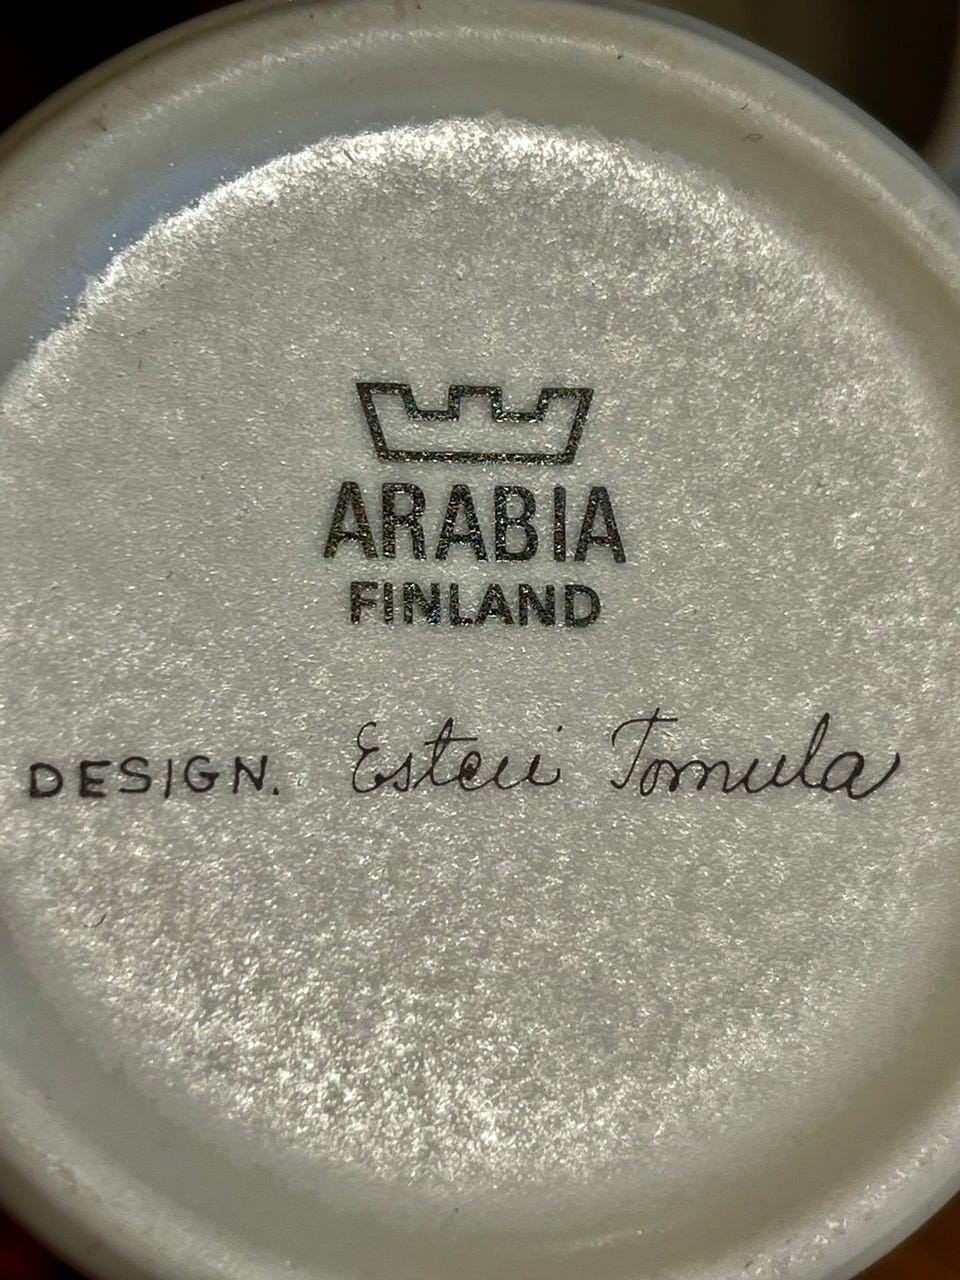 ARABIA
FINLAND
DESIGN. Esteri Tomula